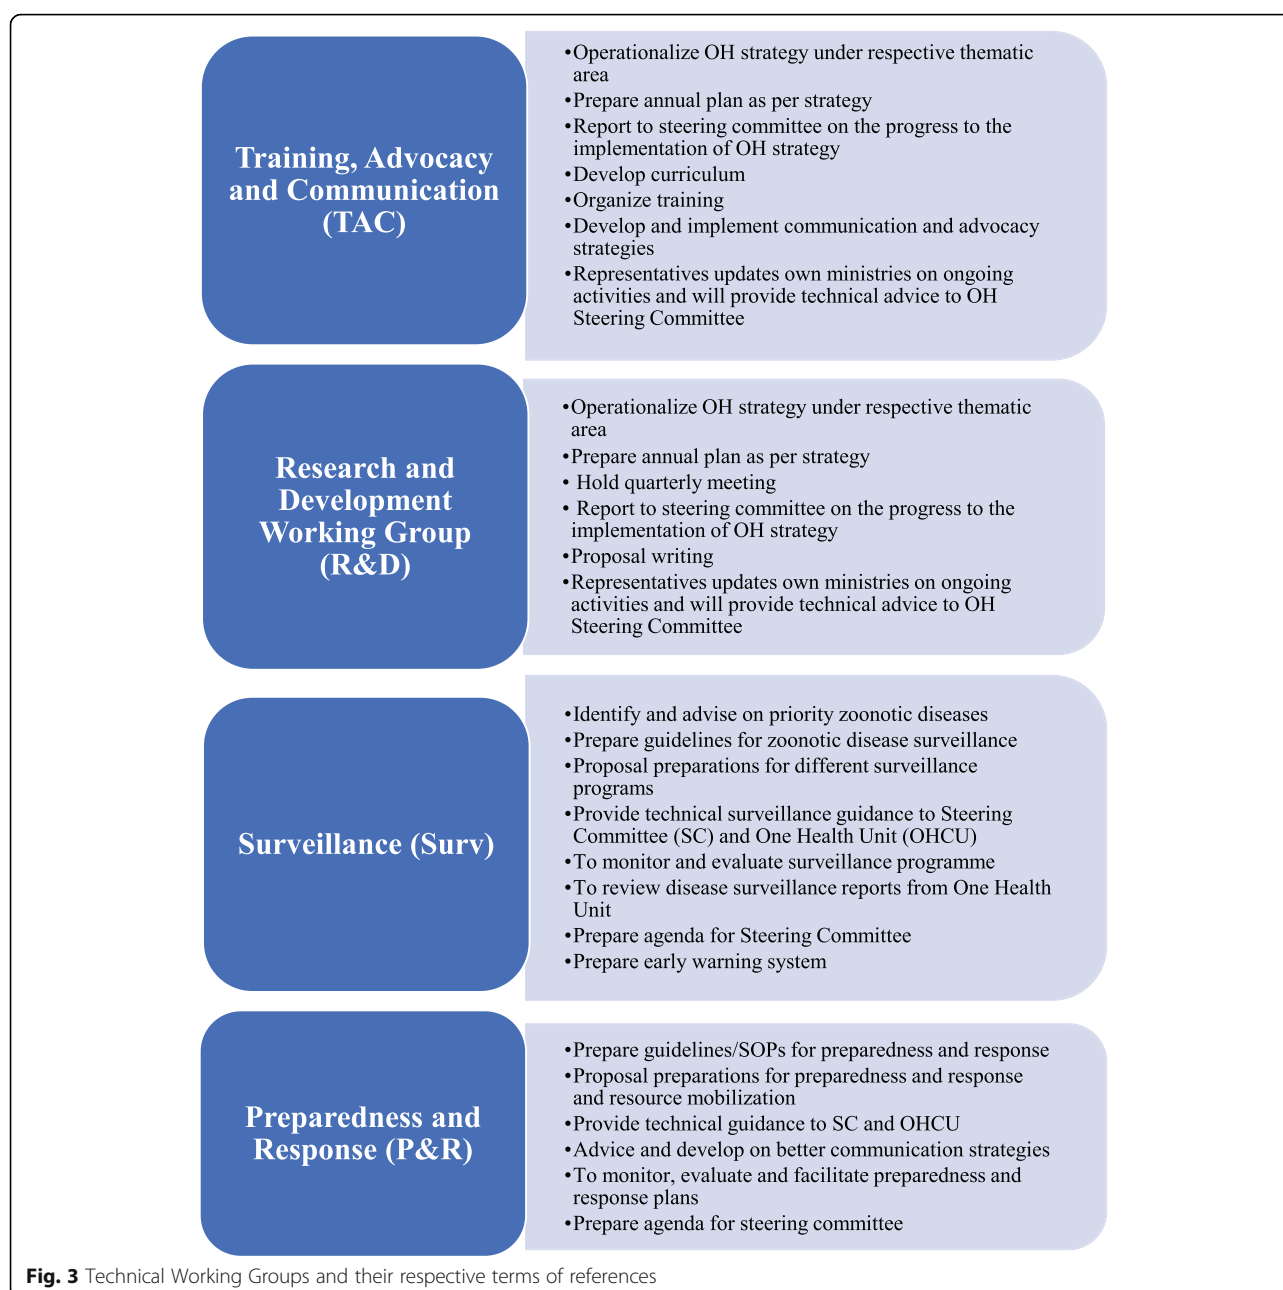 Training, Advocacy
and Communication
(TAC)
•Operationalize OH strategy under respective thematic
area
•Prepare annual plan as per strategy
•Report to steering committee on the progress to the
implementation of OH strategy
•Develop curriculum
•Organize training
•Develop and implement communication and advocacy
strategies
•Representatives updates own ministries on ongoing
activities and will provide technical advice to OH
Steering Committee
Research and
Development
Working Group
(R&D)
•Operationalize OH strategy under respective thematic
area
•Prepare annual plan as per strategy
• Hold quarterly meeting
• Report to steering committee on the progress to the
implementation of OH strategy
•Proposal writing
•Representatives updates own ministries on ongoing
activities and will provide technical advice to OH
Steering Committee
Surveillance (Surv)
•Identify and advise on priority zoonotic diseases
•Prepare guidelines for zoonotic disease surveillance
•Proposal preparations for different surveillance
programs
•Provide technical surveillance guidance to Steering
Committee (SC) and One Health Unit (OHCU)
•To monitor and evaluate surveillance programme
•To review disease surveillance reports from One Health
Unit
•Prepare agenda for Steering Committee
•Prepare early warning system
Preparedness and
Response (P&R)
•Prepare guidelines/SOPs for preparedness and response
•Proposal preparations for preparedness and response
and resource mobilization
•Provide technical guidance to SC and OHCU
•Advice and develop on better communication strategies
•To monitor, evaluate and facilitate preparedness and
response plans
•Prepare agenda for steering committee
Fig. 3 Technical Working Groups and their respective terms of references